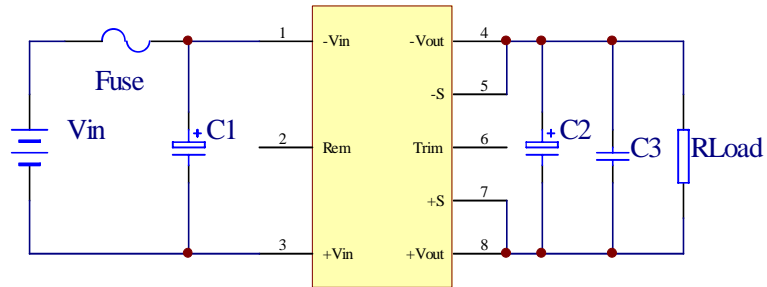 1 -Vin -Vout 4
Fuse
-S 5
Vin C1 2 Rem Trim 6 C2 C3 RLoad
+S 7
3 +Vin +Vout 8